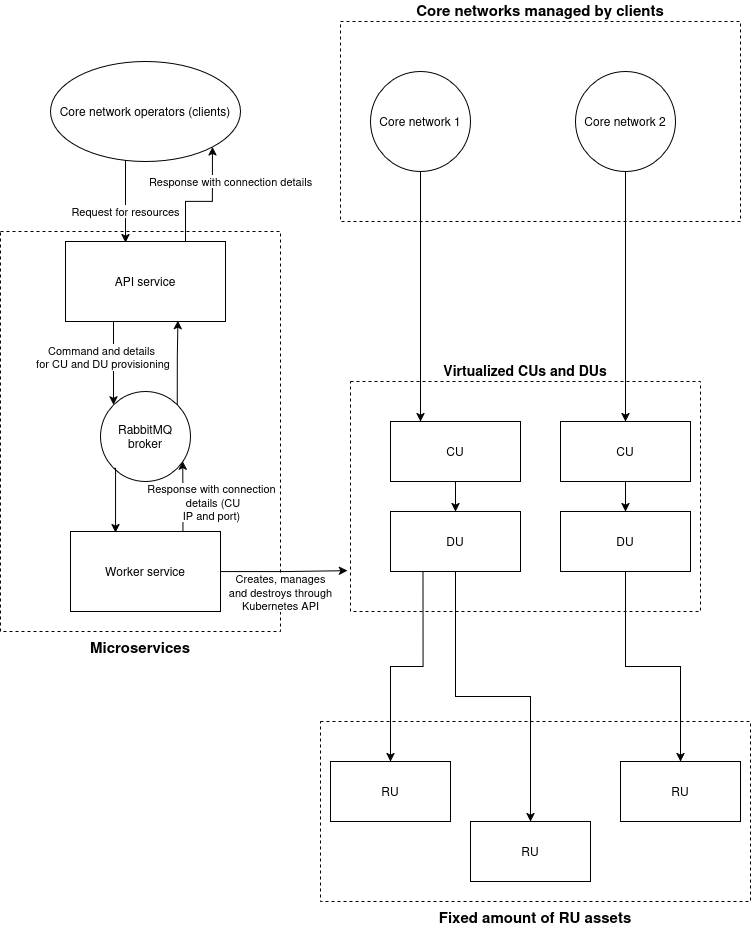 Core networks managed by clients
Core network operators (clients)
Core network 1
Core network 2
Response with connection details
Request for resources
API service
Command and details
for CU and DU provisioning
RabbitMQ
broker
Response with connection
details (CU
IP and port)
Worker service
Creates, manages
and destroys through
Kubernetes API
Microservices
Virtualized CUs and DUs
CU
CU
DU
DU
RU
RU
RU
Fixed amount of RU assets